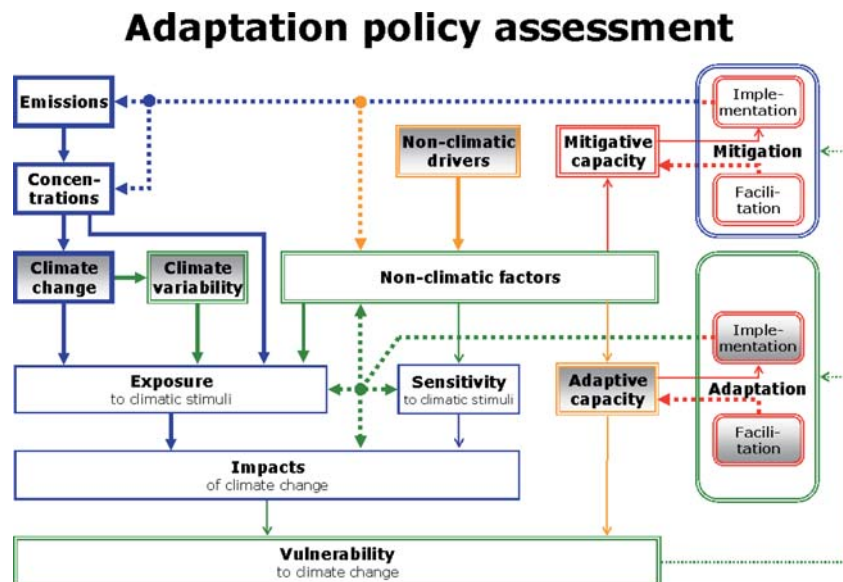 Adaptation policy assessment
Emissions
Imple-
mentation
Mitigation
Facili-
tation
Non-climatic
drivers
Mitigative
capacity
Concen-
trations
Climate
change
Climate
variability
Non-climatic factors
Imple-
mentation
Adaptation
Facili-
tation
Exposure
to climatic stimuli
Sensitivity
to climatic stimuli
Adaptive
capacity
Impacts
of climate change
Vulnerability
to climate change